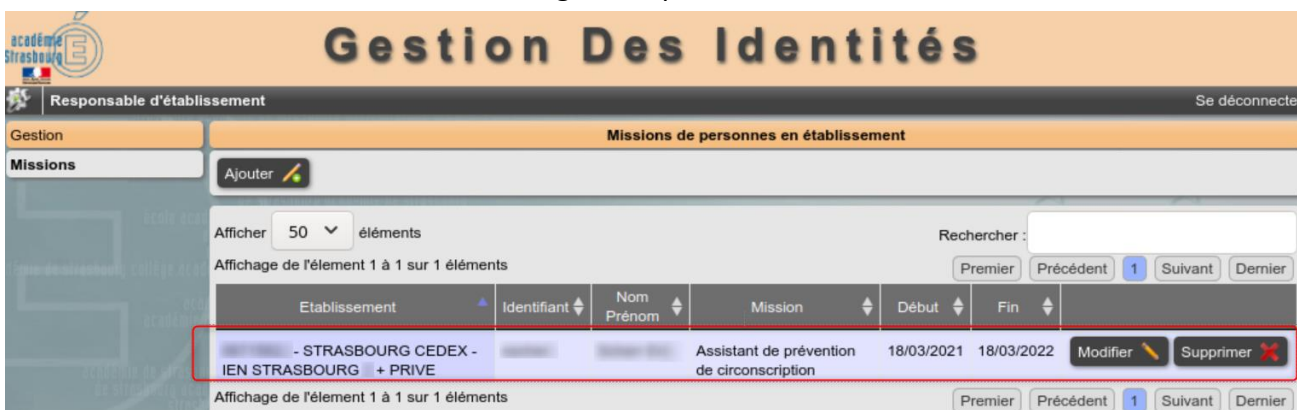 académie
Strasbourg
Gestion Des Identités
Responsable d'établissement
Se déconnecte
Gestion
Missions de personnes en établissement
Missions
Ajouter
Afficher 50 éléments
Rechercher :
Affichage de l'élement 1 à 1 sur 1 éléments
Premier Précédent 1 Suivant Dernier
Etablissement Identifiant Nom Prénom Mission Début Fin
- STRASBOURG CEDEX -
IEN STRASBOURG + PRIVE
Assistant de prévention
de circonscription
18/03/2021 18/03/2022 Modifier Supprimer
Affichage de l'élement 1 à 1 sur 1 éléments
Premier Précédent 1 Suivant Dernier